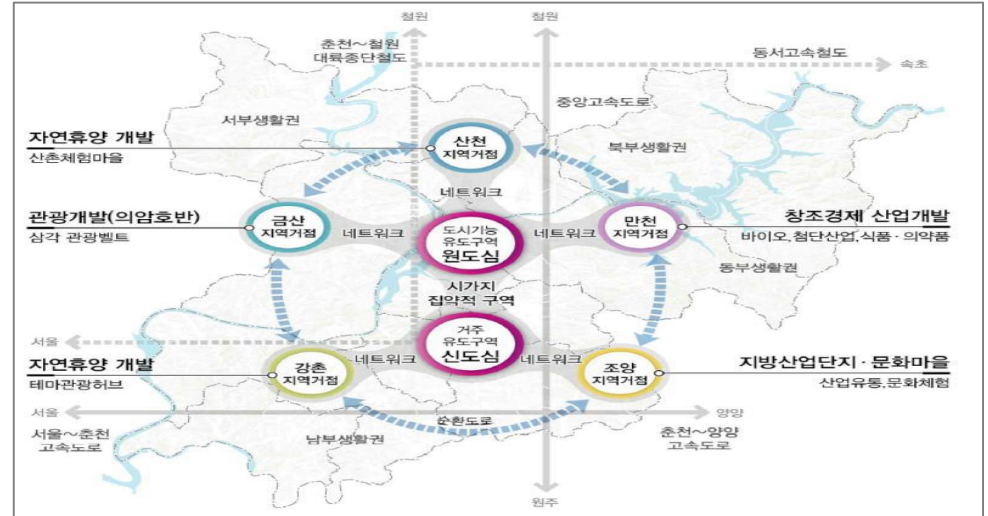 철원
철원
춘천～철원
대륙중단철도
동서고속철도
속초
중앙고속도로
서부생활권
자연휴양 개발
산촌체험마을
산천
지역거점
북부생활권
네트워크
관광개발(의암호반)
삼각 관광벨트
금산
지역거점
네트워크
도시기능
유도구역
원도심
네트워크
만천
지역거점
창조경제 산업개발
바이오,첨단산업,식품·의약품
동부생활권
시가지
집약적 구역
서울
거주
유도구역
신도심
자연휴양 개발
테마관광허브
강촌
지역거점
네트워크
네트워크
조양
지역거점
지방산업단지·문화마을
산업유통,문화체험
서울
순환도로
양양
서울～춘천
고속도로
남부생활권
춘천～양양
고속도로
원주